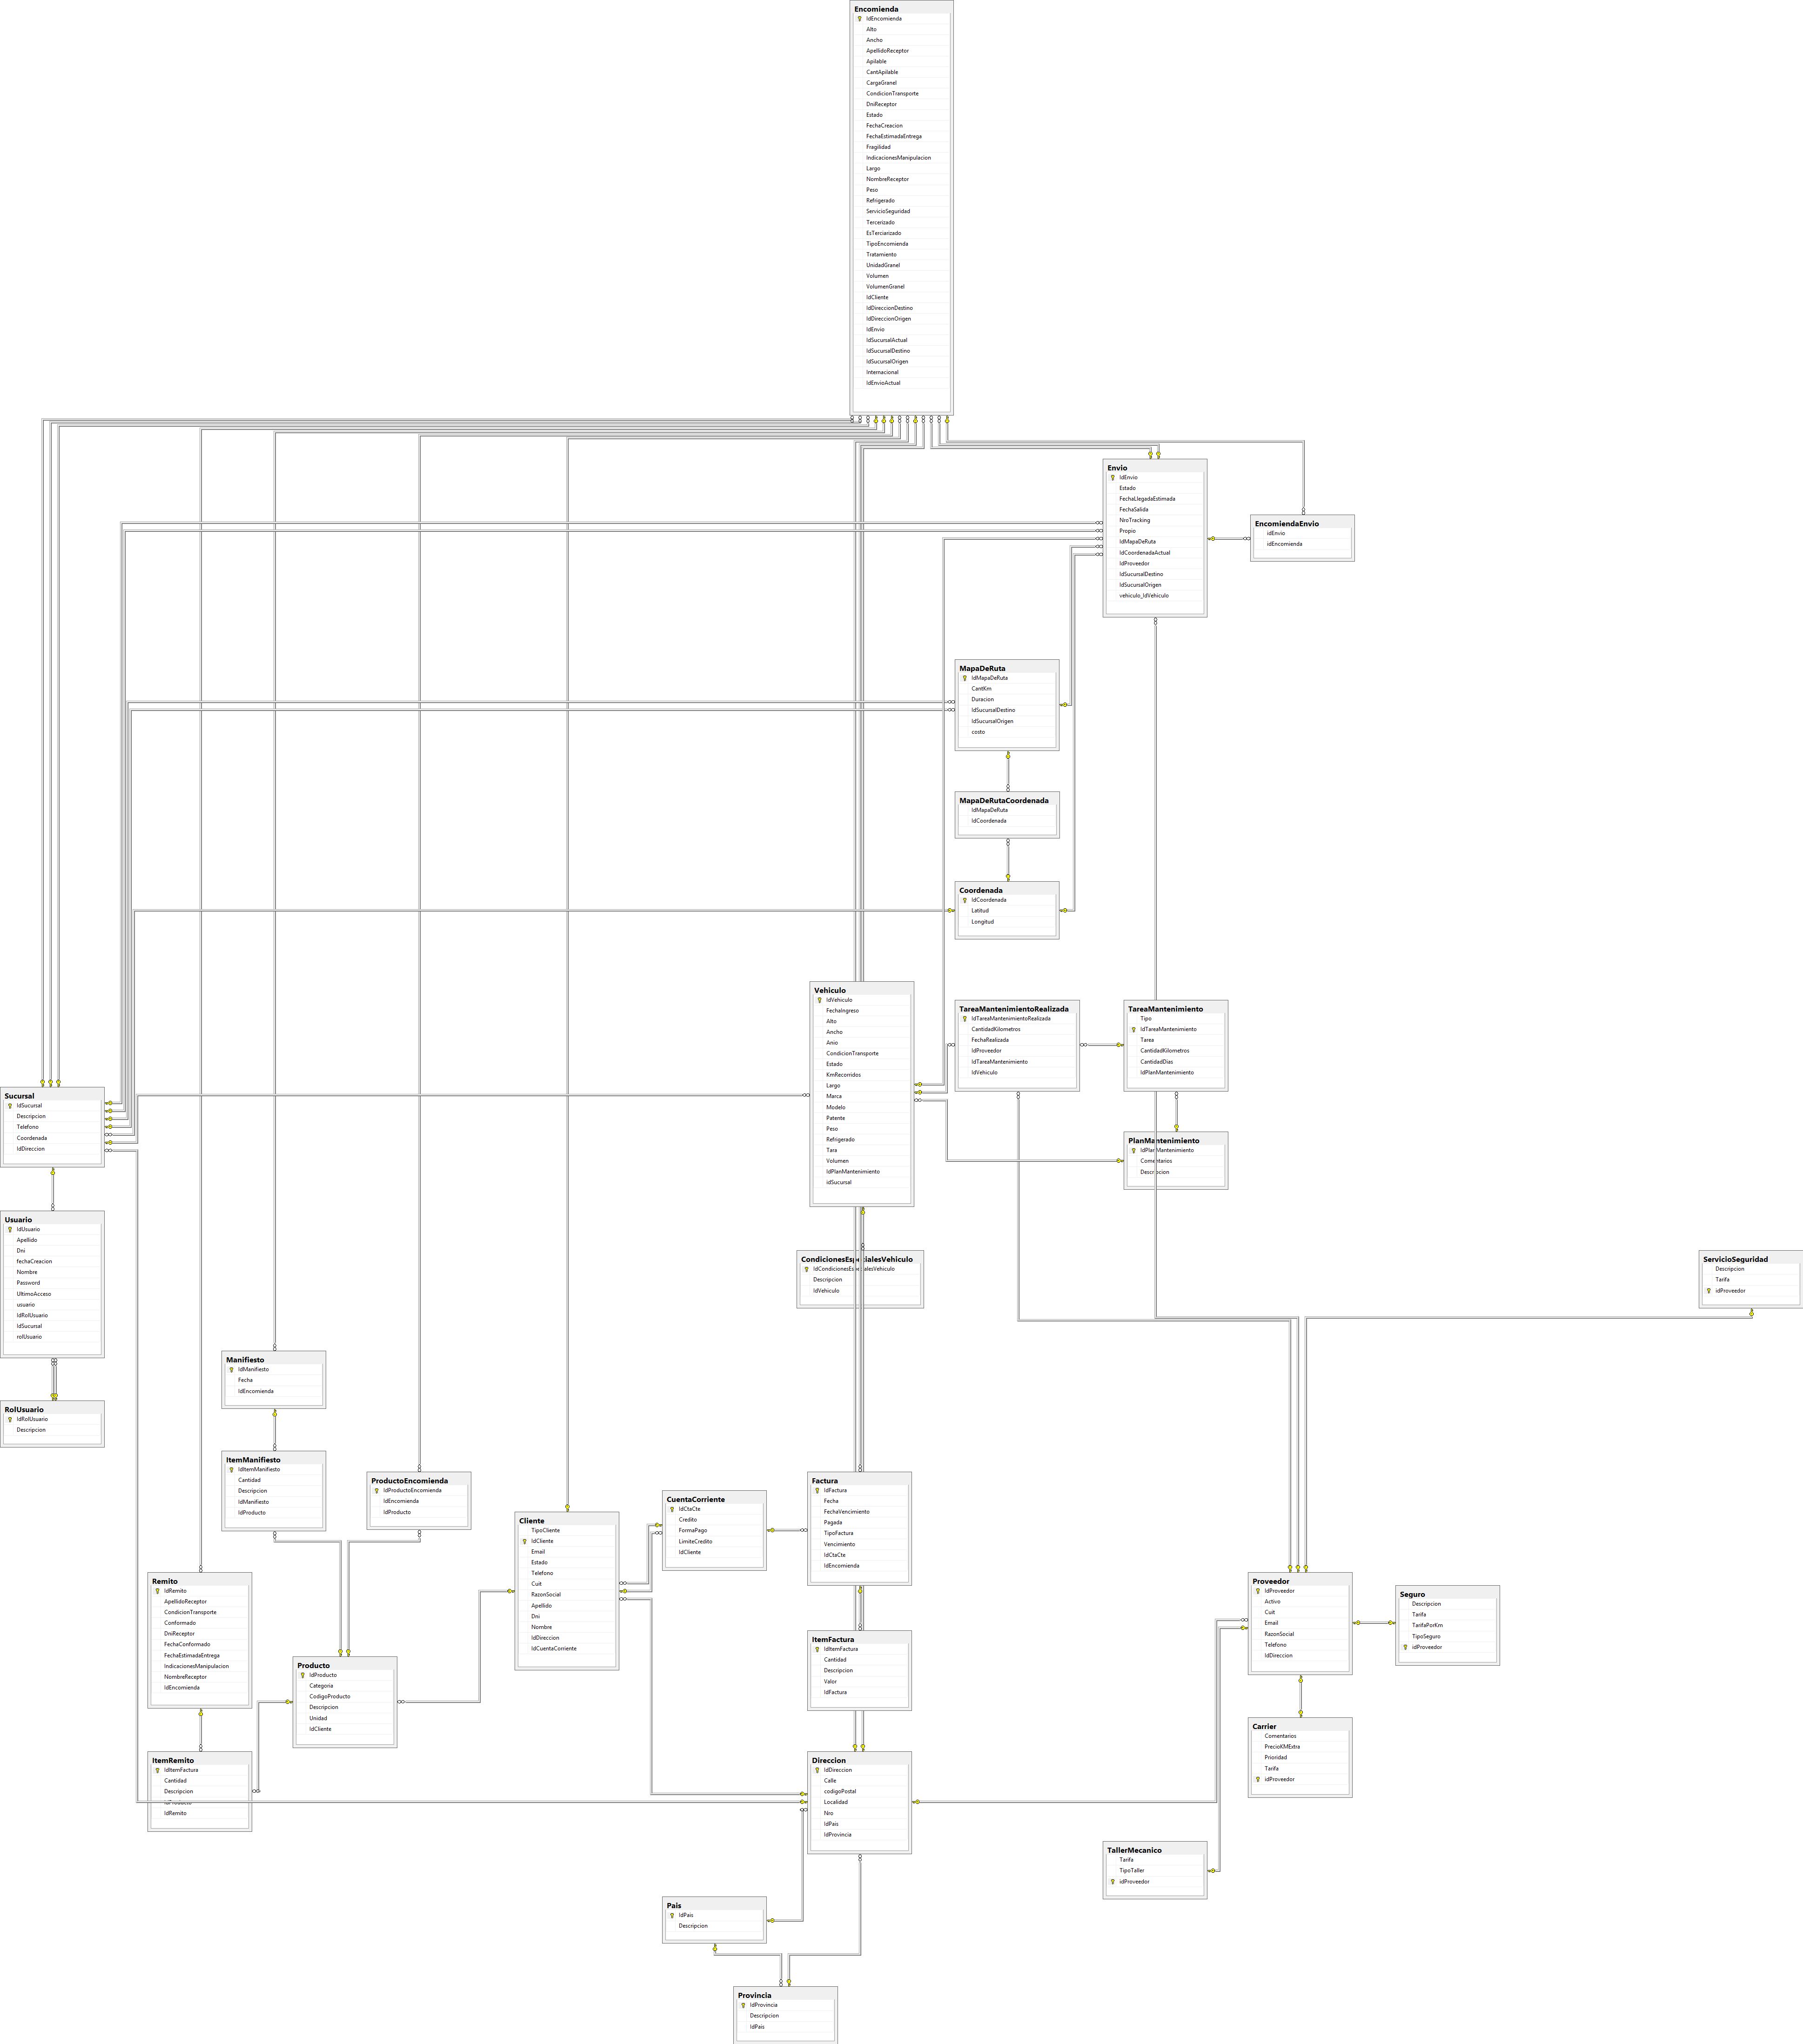 Encomienda
IdEncomienda
Alto
Ancho
ApellidoReceptor
Apilable
CantApilable
CargaGranel
CondicionTransporte
DniReceptor
Estado
FechaCreacion
FechaEstimadaEntrega
Fragilidad
IndicacionesManipulacion
Largo
NombreReceptor
Peso
Refrigerado
ServicioSeguridad
Tercerizado
EsTerciarizado
TipoEncomienda
Tratamiento
UnidadGranel
Volumen
VolumenGranel
IdCliente
IdDireccionDestino
IdDireccionOrigen
IdEnvio
IdSucursalActual
IdSucursalDestino
IdSucursalOrigen
Internacional
IdEnvioActual
Envio
IdEnvio
Estado
FechaLlegadaEstimada
FechaSalida
NroTracking
Propio
IdMapaDeRuta
IdCoordenadaActual
IdProveedor
IdSucursalDestino
IdSucursalOrigen
vehiculo_IdVehiculo
EncomiendaEnvio
idEnvio
idEncomienda
MapaDeRuta
IdMapaDeRuta
CantKm
Duracion
IdSucursalDestino
IdSucursalOrigen
costo
MapaDeRutaCoordenada
IdMapaDeRuta
IdCoordenada
Coordenada
IdCoordenada
Latitud
Longitud
Vehiculo
IdVehiculo
FechaIngreso
Alto
Ancho
Anio
CondicionTransporte
Estado
KmRecorridos
Largo
Marca
Modelo
Patente
Peso
Refrigerado
Tara
Volumen
IdPlanMantenimiento
idSucursal
TareaMantenimientoRealizada
IdTareaMantenimientoRealizada
CantidadKilometros
FechaRealizada
IdProveedor
IdTareaMantenimiento
IdVehiculo
TareaMantenimiento
Tipo
IdTareaMantenimiento
Tarea
CantidadKilometros
CantidadDias
IdPlanMantenimiento
PlanMantenimiento
IdPlanMantenimiento
Comentarios
Descripcion
Sucursal
IdSucursal
Descripcion
Telefono
Coordenada
IdDireccion
Usuario
IdUsuario
Apellido
Dni
fechaCreacion
Nombre
Password
UltimoAcceso
usuario
IdRolUsuario
IdSucursal
rolUsuario
RolUsuario
IdRolUsuario
Descripcion
CondicionesEspecialesVehiculo
IdCondicionesEspecialesVehiculo
Descripcion
IdVehiculo
ServicioSeguridad
Descripcion
Tarifa
idProveedor
Manifiesto
IdManifiesto
Fecha
IdEncomienda
ItemManifiesto
IdItemManifiesto
Cantidad
Descripcion
IdManifiesto
IdProducto
ProductoEncomienda
IdProductoEncomienda
IdEncomienda
IdProducto
Cliente
TipoCliente
IdCliente
Email
Estado
Telefono
Cuit
RazonSocial
Apellido
Dni
Nombre
IdDireccion
IdCuentaCorriente
CuentaCorriente
IdCtaCte
Credito
FormaPago
LimiteCredito
IdCliente
Factura
IdFactura
Fecha
FechaVencimiento
Pagada
TipoFactura
Vencimiento
IdCtaCte
IdEncomienda
ItemFactura
IdItemFactura
Cantidad
Descripcion
Valor
IdFactura
Remito
IdRemito
ApellidoReceptor
CondicionTransporte
Conformado
DniReceptor
FechaConformado
FechaEstimadaEntrega
IndicacionesManipulacion
NombreReceptor
IdEncomienda
Producto
IdProducto
Categoria
CodigoProducto
Descripcion
Unidad
IdCliente
ItemRemito
IdItemFactura
Cantidad
Descripcion
IdProducto
IdRemito
Direccion
IdDireccion
Calle
codigoPostal
Localidad
Nro
IdPais
IdProvincia
Proveedor
IdProveedor
Activo
Cuit
Email
RazonSocial
Telefono
IdDireccion
Seguro
Descripcion
Tarifa
TarifaPorKm
TipoSeguro
idProveedor
Carrier
Comentarios
PrecioKMExtra
Prioridad
Tarifa
idProveedor
TallerMecanico
Tarifa
TipoTaller
idProveedor
Pais
IdPais
Descripcion
Provincia
IdProvincia
Descripcion
IdPais